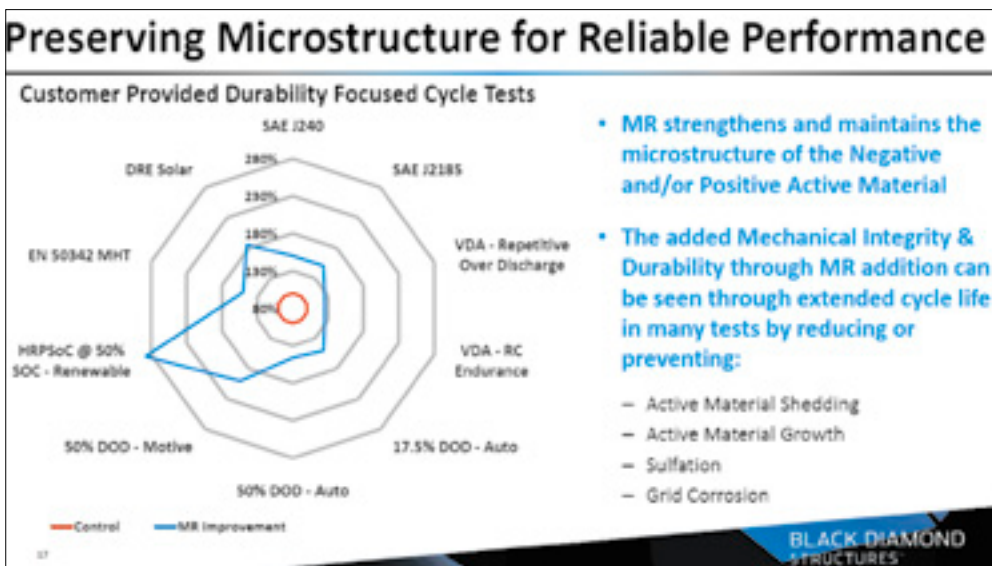 Preserving Microstructure for Reliable Performance
Customer Provided Durability Focused Cycle Tests
SAE J240
SAE J2185
VDA - Repetitive
Over Discharge
VDA - RC
Endurance
17.5% DOD - Auto
50% DOD - Auto
50% DOD - Motive
HRPSoC @ 50%
SOC - Renewable
EN 50342 MHT
DRE Solar
280%
230%
180%
130%
80%
Control
MR Improvement
• MR strengthens and maintains the
microstructure of the Negative
and/or Positive Active Material
• The added Mechanical Integrity &
Durability through MR addition can
be seen through extended cycle life
in many tests by reducing or
preventing:
– Active Material Shedding
– Active Material Growth
– Sulfation
– Grid Corrosion
17
BLACK DIAMOND
STRUCTURES™